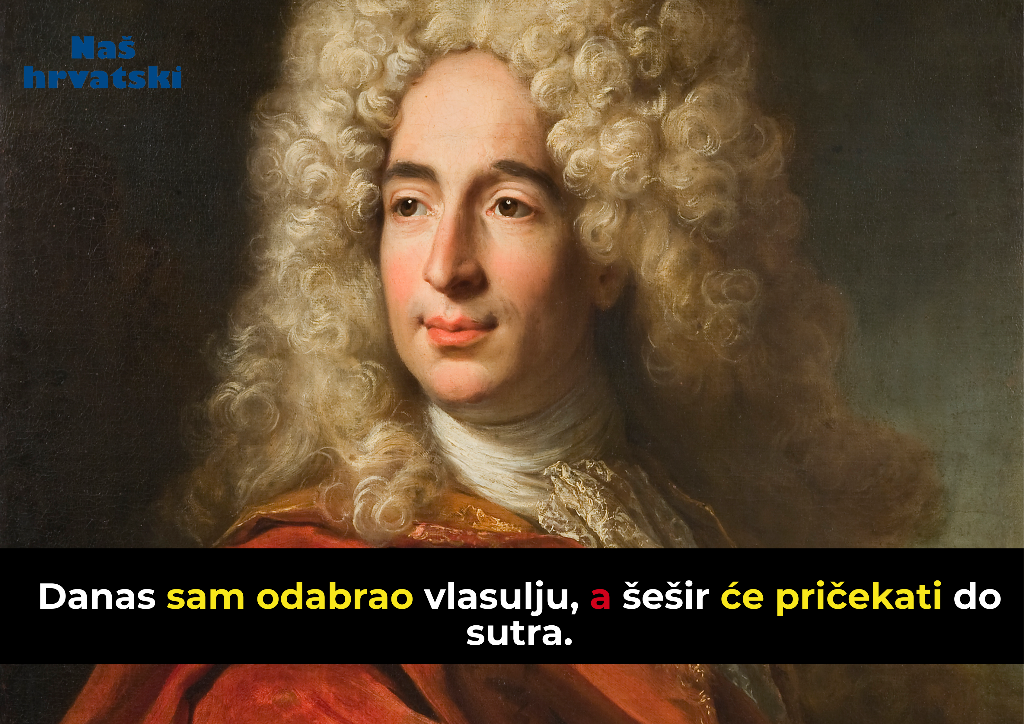 Naš
hrvatski
Danas sam odabrao vlasulju, a šešir će pričekati do
sutra.